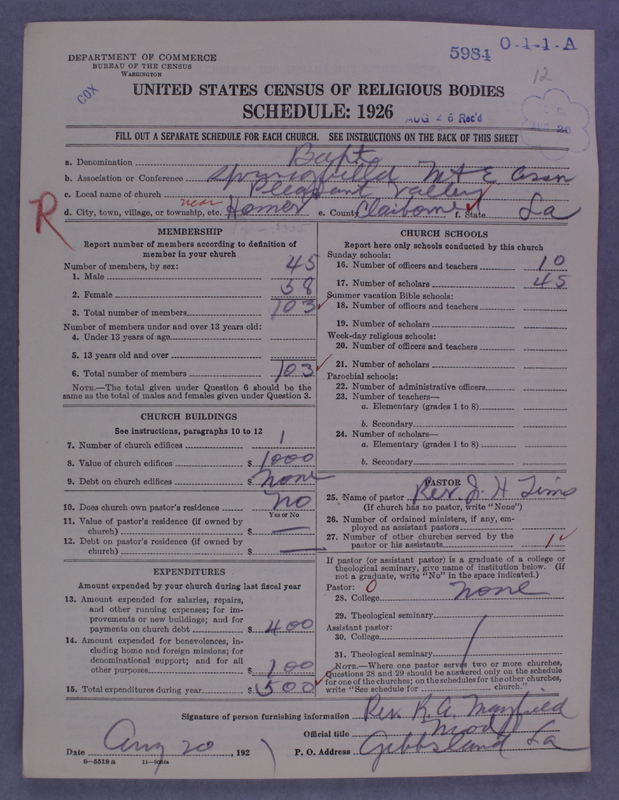 DEPARTMENT OF COMMERCE
BUREAU OF THE CENSUS
WASHINGTON
COX
5984 O-1-1-A
12
UNITED STATES CENSUS OF RELIGIOUS BODIES
SCHEDULE: 1926
AUG 26 Rec'd
FILL OUT A SEPARATE SCHEDULE FOR EACH CHURCH. SEE INSTRUCTIONS ON THE BACK OF THIS SHEET
a. Denomination Bapt
b. Association or Conference Springfield Mt E Assn
c. Local name of church Pleasant Valley
d. City, town, village, or township, etc. near Homer e. County Claiborne f. State La
R
MEMBERSHIP
Report number of members according to definition of
member in your church
Number of members, by sex:
1. Male 45
2. Female 58
3. Total number of members 103
Number of members under and over 13 years old:
4. Under 13 years of age
5. 13 years old and over
6. Total number of members 103
NOTE.—The total given under Question 6 should be the
same as the total of males and females given under Question 3.
CHURCH BUILDINGS
See instructions, paragraphs 10 to 12
7. Number of church edifices 1
8. Value of church edifices $ 1000
9. Debt on church edifices $ none
10. Does church own pastor's residence no
Yes or No
11. Value of pastor's residence (if owned by
church) $ —
12. Debt on pastor's residence (if owned by
church) $ —
EXPENDITURES
Amount expended by your church during last fiscal year
13. Amount expended for salaries, repairs,
and other running expenses; for im-
provements or new buildings; and for
payments on church debt $ 400
14. Amount expended for benevolences, in-
cluding home and foreign missions; for
denominational support; and for all
other purposes $ 100
15. Total expenditures during year $ 500
CHURCH SCHOOLS
Report here only schools conducted by this church
Sunday schools:
16. Number of officers and teachers 10
17. Number of scholars 45
Summer vacation Bible schools:
18. Number of officers and teachers
19. Number of scholars
Week-day religious schools:
20. Number of officers and teachers
21. Number of scholars
Parochial schools:
22. Number of administrative officers
23. Number of teachers—
a. Elementary (grades 1 to 8)
b. Secondary
24. Number of scholars—
a. Elementary (grades 1 to 8)
b. Secondary
PASTOR
25. Name of pastor Rev. J. H Sims
(If church has no pastor, write "None")
26. Number of ordained ministers, if any, em-
ployed as assistant pastors
27. Number of other churches served by the
pastor or his assistants 1
If pastor (or assistant pastor) is a graduate of a college or
theological seminary, give name of institution below. (If
not a graduate, write "No" in the space indicated.)
Pastor: 0
28. College none
29. Theological seminary
Assistant pastor:
30. College
31. Theological seminary
NOTE.—Where one pastor serves two or more churches,
Questions 28 and 29 should be answered only on the schedule
for one of the churches; on the schedules for the other churches,
write "See schedule for church."
Signature of person furnishing information Rev. R. A. Mayfield
Official title Mod
Date Aug 20, 192 P. O. Address Gibbsland La
8—5318a